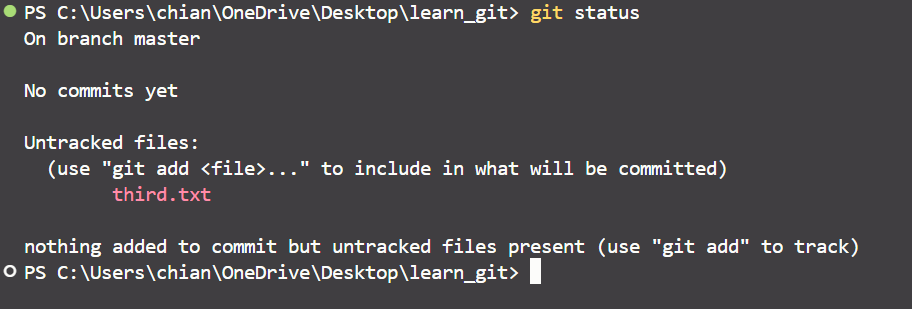 PS C:\Users\chian\OneDrive\Desktop\learn_git> git status
On branch master
No commits yet
Untracked files:
(use "git add <file>..." to include in what will be committed)
third.txt
nothing added to commit but untracked files present (use "git add" to track)
PS C:\Users\chian\OneDrive\Desktop\learn_git>